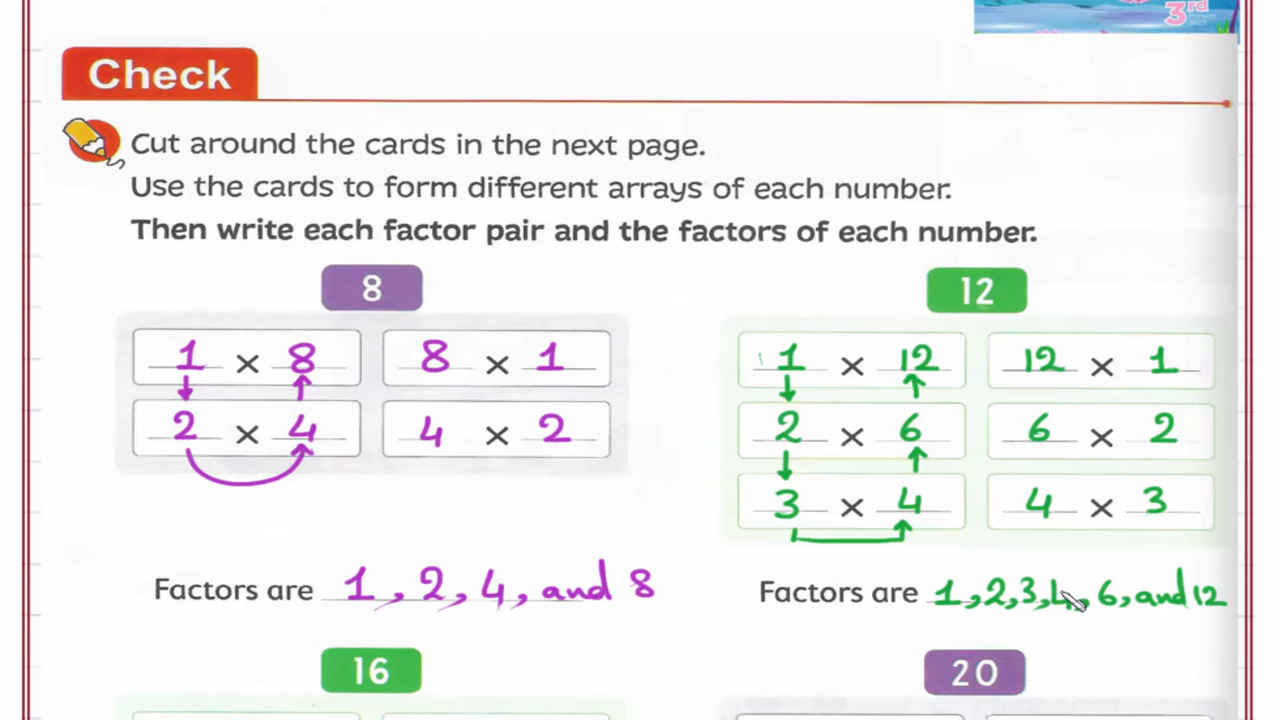 3rd
Check
Cut around the cards in the next page.
Use the cards to form different arrays of each number.
Then write each factor pair and the factors of each number.
8
1 × 8
8 × 1
2 × 4
4 × 2
Factors are 1, 2, 4, and 8
12
1 × 12
12 × 1
2 × 6
6 × 2
3 × 4
4 × 3
Factors are 1, 2, 3, 4, 6, and 12
16
20